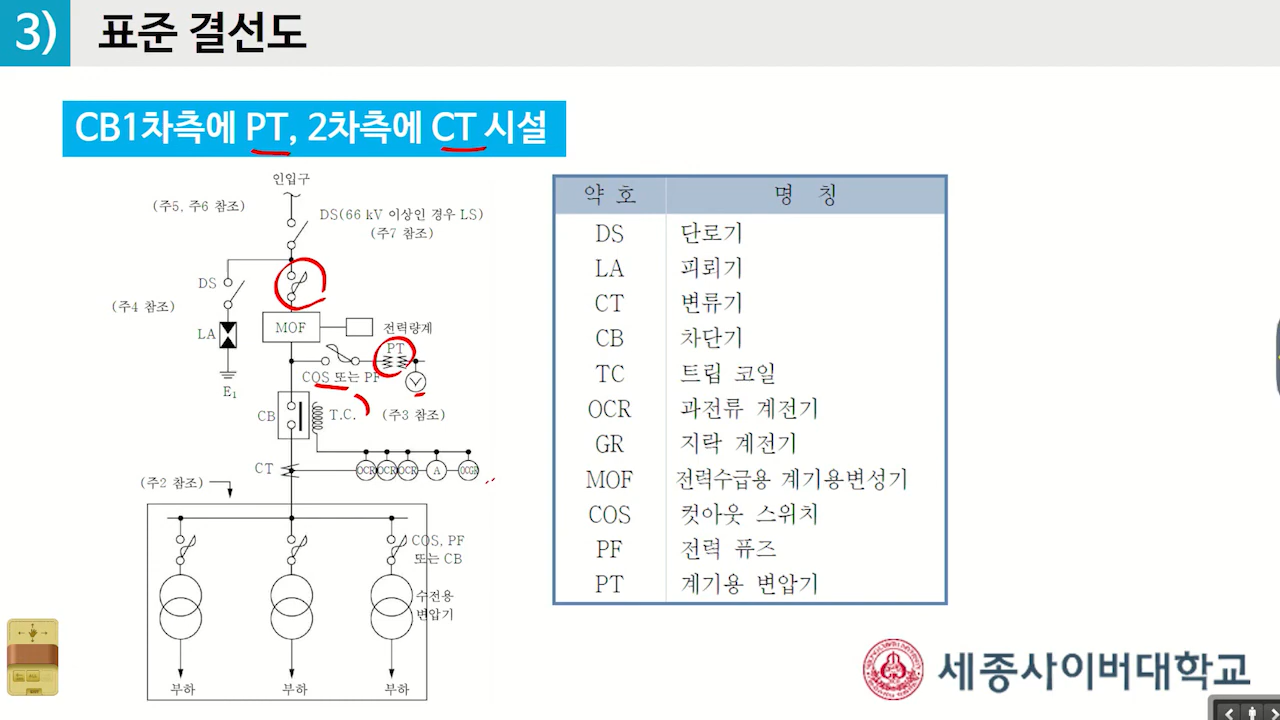 3) 표준 결선도
CB1차측에 PT, 2차측에 CT 시설
인입구
(주5, 주6 참조)
DS(66 kV 이상인 경우 LS)
(주7 참조)
DS
(주4 참조)
LA
E₁
MOF
전력량계
PT
COS 또는 PF
V
CB
T.C.
(주3 참조)
CT
OCR OCR OCR A OCGR
(주2 참조)
COS, PF
또는 CB
수전용
변압기
부하 부하 부하
약 호 명 칭
DS 단로기
LA 피뢰기
CT 변류기
CB 차단기
TC 트립 코일
OCR 과전류 계전기
GR 지락 계전기
MOF 전력수급용 계기용변성기
COS 컷아웃 스위치
PF 전력 퓨즈
PT 계기용 변압기
세종사이버대학교